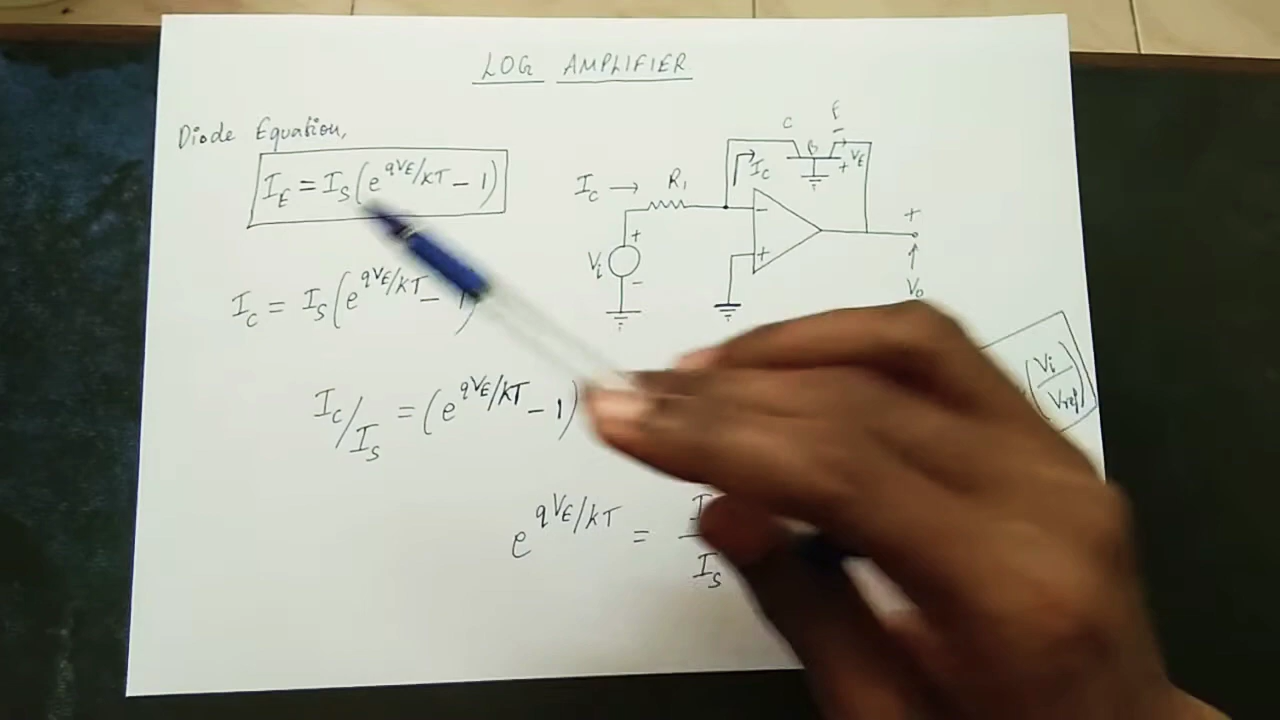 LOG AMPLIFIER
Diode Equation,
I_E = I_S (e^{qV_E/kT} - 1)
I_C = I_S (e^{qV_E/kT} - 1)
I_C/I_S = (e^{qV_E/kT} - 1)
e^{qV_E/kT} =
I_S
C
E
B
-
+ V_E
I_C
I_C → R_1
-
+
+
V_i
-
+
V_o
(V_i/V_ref)